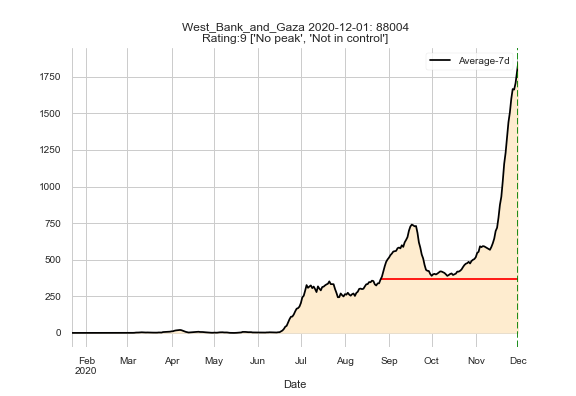 West_Bank_and_Gaza 2020-12-01: 88004
Rating:9 ['No peak', 'Not in control']
Average-7d
1750
1500
1250
1000
750
500
250
0
Feb Mar Apr May Jun Jul Aug Sep Oct Nov Dec
2020
Date